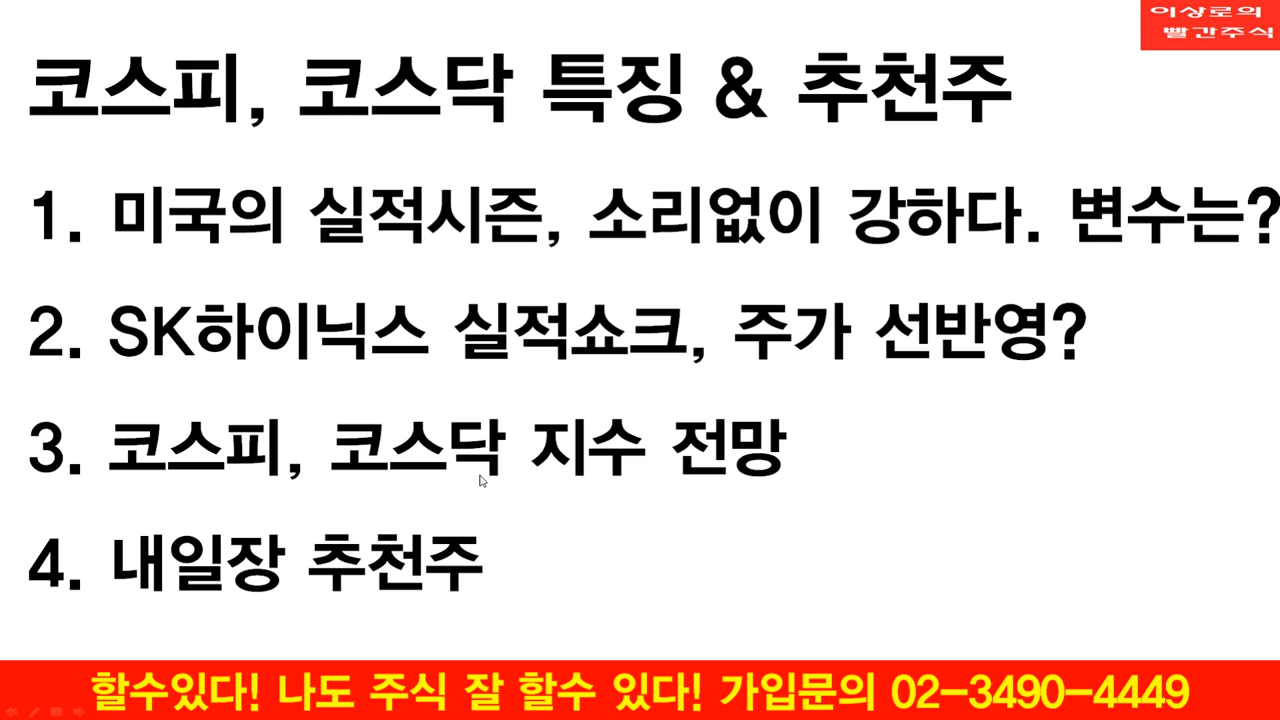 이상로의
빨간주식
코스피, 코스닥 특징 & 추천주
1. 미국의 실적시즌, 소리없이 강하다. 변수는?
2. SK하이닉스 실적쇼크, 주가 선반영?
3. 코스피, 코스닥 지수 전망
4. 내일장 추천주
할수있다! 나도 주식 잘 할수 있다! 가입문의 02-3490-4449